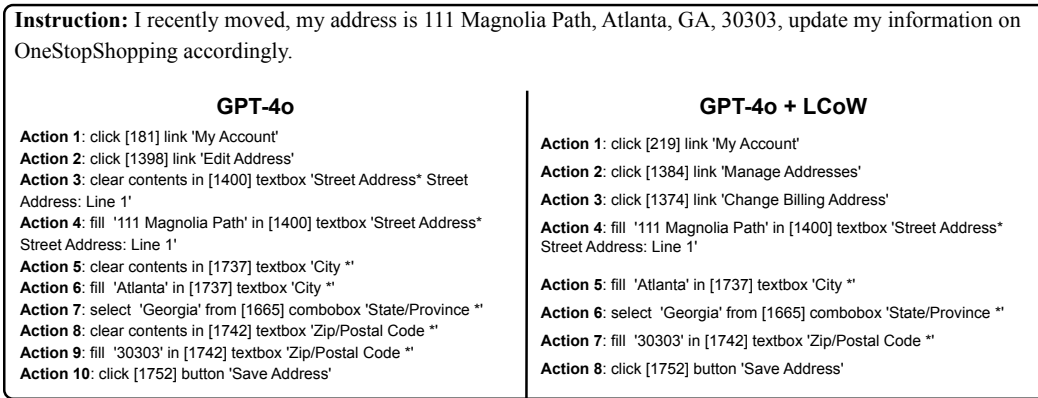 Instruction: I recently moved, my address is 111 Magnolia Path, Atlanta, GA, 30303, update my information on
OneStopShopping accordingly.
GPT-4o
Action 1: click [181] link 'My Account'
Action 2: click [1398] link 'Edit Address'
Action 3: clear contents in [1400] textbox 'Street Address* Street
Address: Line 1'
Action 4: fill '111 Magnolia Path' in [1400] textbox 'Street Address*
Street Address: Line 1'
Action 5: clear contents in [1737] textbox 'City *'
Action 6: fill 'Atlanta' in [1737] textbox 'City *'
Action 7: select 'Georgia' from [1665] combobox 'State/Province *'
Action 8: clear contents in [1742] textbox 'Zip/Postal Code *'
Action 9: fill '30303' in [1742] textbox 'Zip/Postal Code *'
Action 10: click [1752] button 'Save Address'
GPT-4o + LCoW
Action 1: click [219] link 'My Account'
Action 2: click [1384] link 'Manage Addresses'
Action 3: click [1374] link 'Change Billing Address'
Action 4: fill '111 Magnolia Path' in [1400] textbox 'Street Address*
Street Address: Line 1'
Action 5: fill 'Atlanta' in [1737] textbox 'City *'
Action 6: select 'Georgia' from [1665] combobox 'State/Province *'
Action 7: fill '30303' in [1742] textbox 'Zip/Postal Code *'
Action 8: click [1752] button 'Save Address'